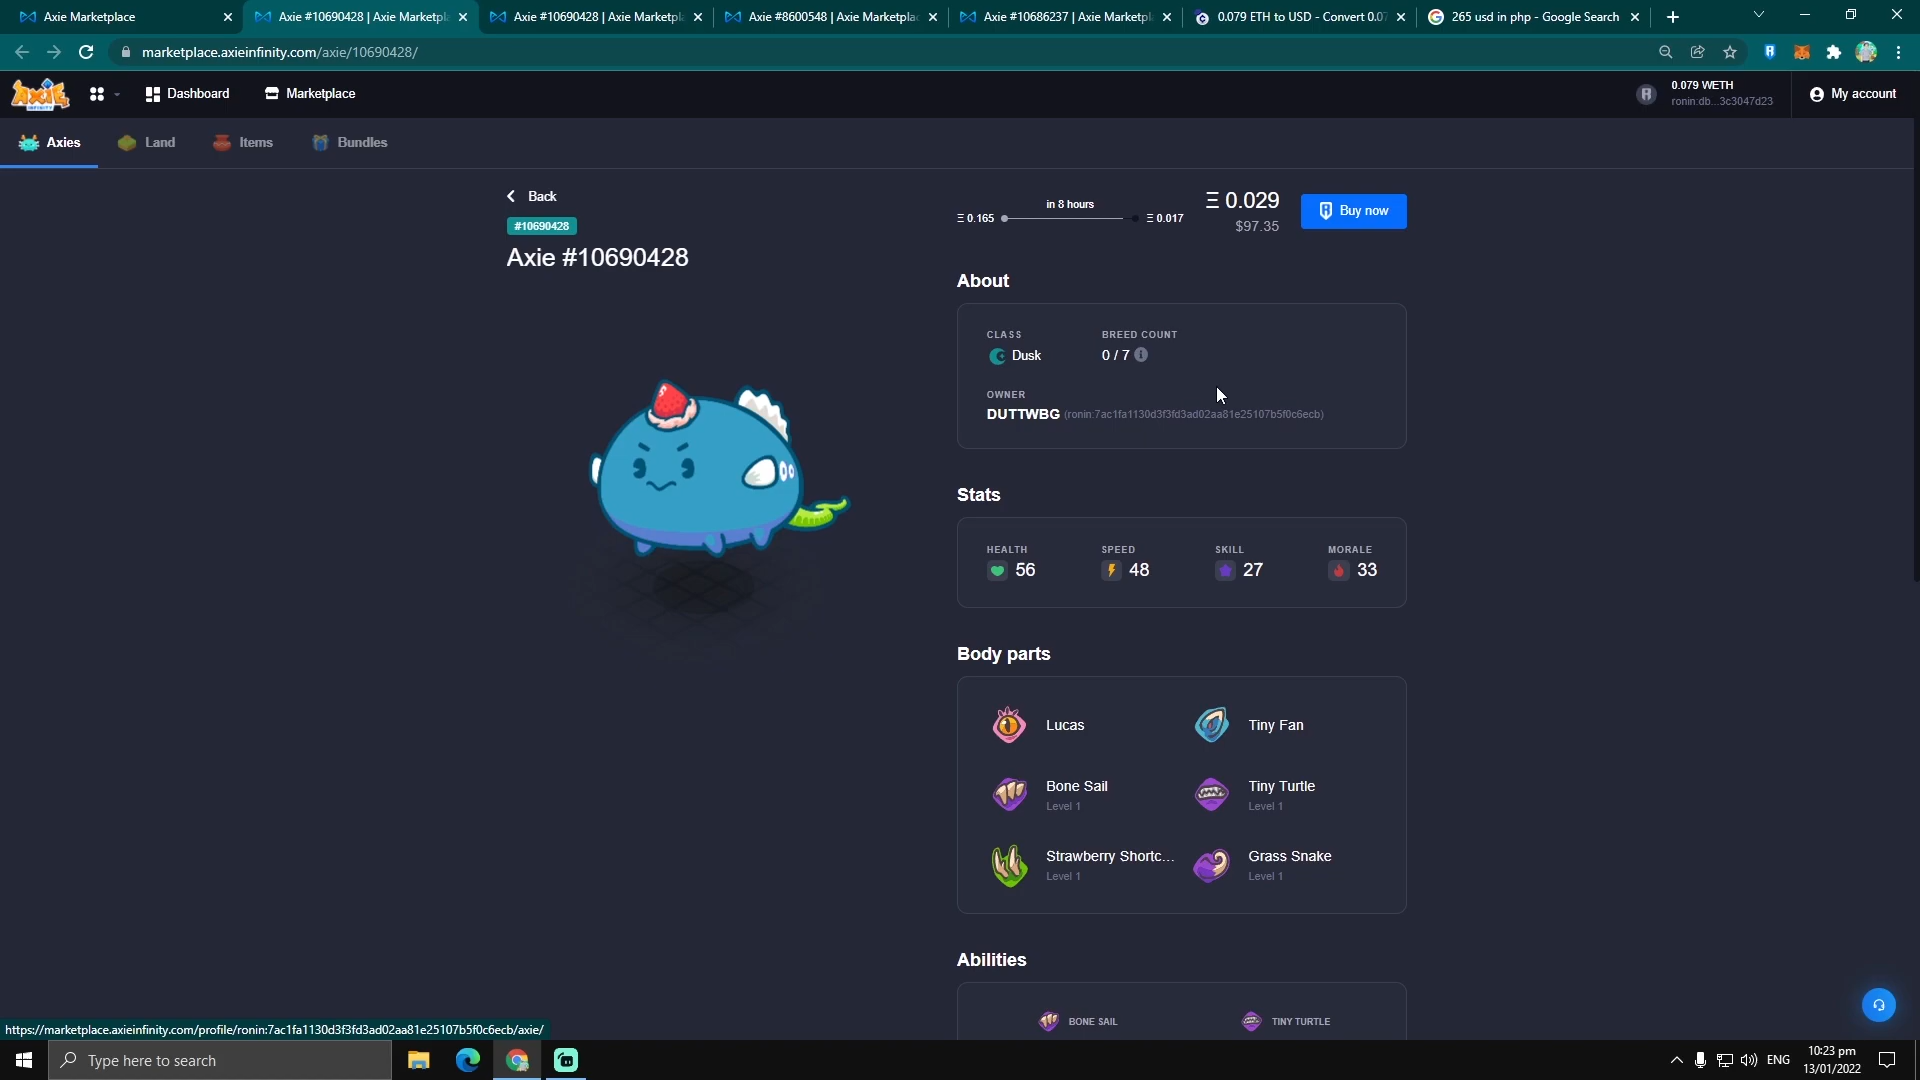 Axie Marketplace
Axie #10690428 | Axie Marketpl
Axie #10690428 | Axie Marketpl
Axie #8600548 | Axie Marketplac
Axie #10686237 | Axie Marketpl
0.079 ETH to USD - Convert 0.07
265 usd in php - Google Search
marketplace.axieinfinity.com/axie/10690428/
AXIE
INFINITY
Dashboard
Marketplace
0.079 WETH
ronin:db...3c3047d23
My account
Axies
Land
Items
Bundles
Back
#10690428
Axie #10690428
Ξ 0.165
in 8 hours
Ξ 0.017
Ξ 0.029
$97.35
Buy now
About
CLASS
BREED COUNT
Dusk
0 / 7
OWNER
DUTTWBG (ronin:7ac1fa1130d3f3fd3ad02aa81e25107b5f0c6ecb)
Stats
HEALTH
SPEED
SKILL
MORALE
56
48
27
33
Body parts
Lucas
Tiny Fan
Bone Sail
Level 1
Tiny Turtle
Level 1
Strawberry Shortc...
Level 1
Grass Snake
Level 1
Abilities
BONE SAIL
TINY TURTLE
https://marketplace.axieinfinity.com/profile/ronin:7ac1fa1130d3f3fd3ad02aa81e25107b5f0c6ecb/axie/
Type here to search
ENG
10:23 pm
13/01/2022